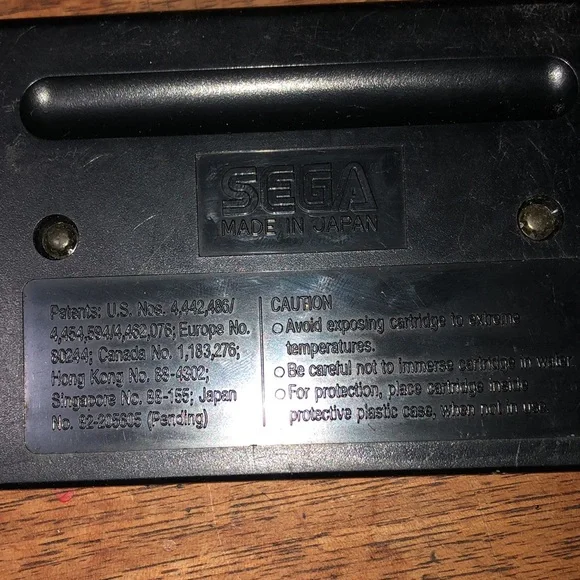 SEGA
MADE IN JAPAN
Patents: U.S. Nos. 4,442,486/
4,454,594/4,462,076; Europe No.
80244; Canada No. 1,183,276;
Hong Kong No. 88-4302;
Singapore No. 88-155; Japan
No. 82-205605 (Pending)
CAUTION
○ Avoid exposing cartridge to extreme
temperatures.
○ Be careful not to immerse cartridge in water.
○ For protection, place cartridge inside
protective plastic case, when not in use.